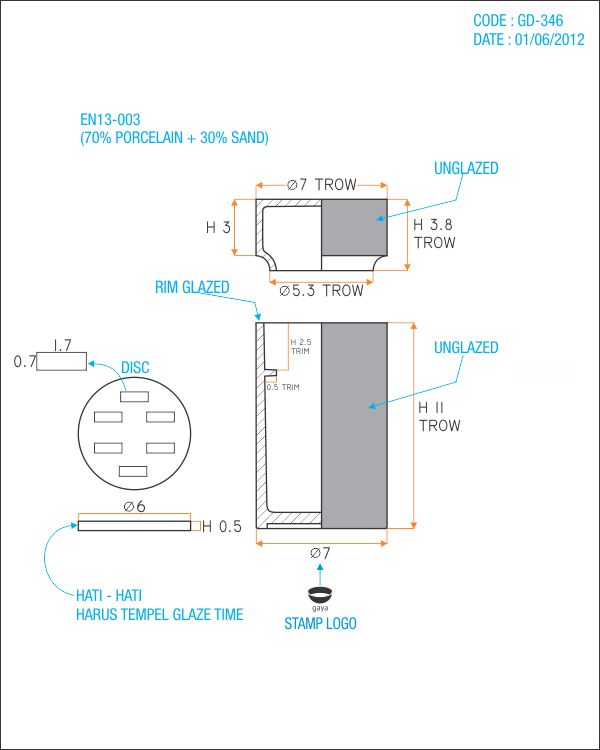 CODE : GD-346
DATE : 01/06/2012
EN13-003
(70% PORCELAIN + 30% SAND)
UNGLAZED
Ø7 TROW
H 3
H 3.8
TROW
Ø5.3 TROW
RIM GLAZED
H 2.5
TRIM
0.5 TRIM
UNGLAZED
H 11
TROW
1.7
0.7
DISC
Ø6
H 0.5
Ø7
HATI - HATI
HARUS TEMPEL GLAZE TIME
gaya
STAMP LOGO